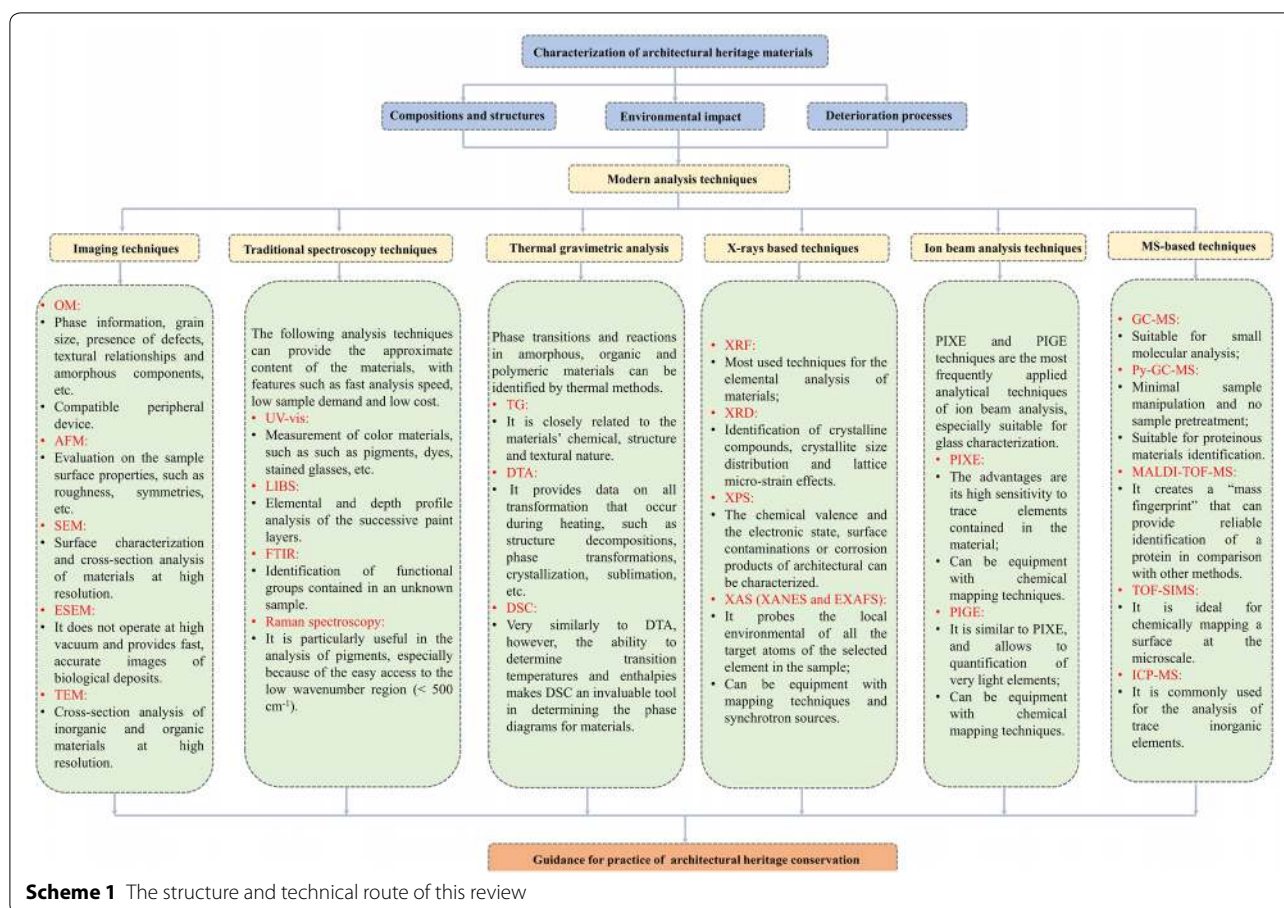 Characterization of architectural heritage materials
Compositions and structures
Environmental impact
Deterioration processes
Modern analysis techniques
Imaging techniques
• OM:
• Phase information, grain
size, presence of defects,
textural relationships and
amorphous components,
etc.
• Compatible peripheral
device.
• AFM:
• Evaluation on the sample
surface properties, such as
roughness, symmetries,
etc.
• SEM:
• Surface characterization
and cross-section analysis
of materials at high
resolution.
• ESEM:
• It does not operate at high
vacuum and provides fast,
accurate images of
biological deposits.
• TEM:
• Cross-section analysis of
inorganic and organic
materials at high
resolution.
Traditional spectroscopy techniques
The following analysis techniques
can provide the approximate
content of the materials, with
features such as fast analysis speed,
low sample demand and low cost.
• UV-vis:
• Measurement of color materials,
such as such as pigments, dyes,
stained glasses, etc.
• LIBS:
• Elemental and depth profile
analysis of the successive paint
layers.
• FTIR:
• Identification of functional
groups contained in an unknown
sample.
• Raman spectroscopy:
• It is particularly useful in the
analysis of pigments, especially
because of the easy access to the
low wavenumber region (< 500
cm⁻¹).
Thermal gravimetric analysis
Phase transitions and reactions
in amorphous, organic and
polymeric materials can be
identified by thermal methods.
• TG:
• It is closely related to the
materials' chemical, structure
and textural nature.
• DTA:
• It provides data on all
transformation that occur
during heating, such as
structure decompositions,
phase transformations,
crystallization, sublimation,
etc.
• DSC:
• Very similarly to DTA,
however, the ability to
determine transition
temperatures and enthalpies
makes DSC an invaluable tool
in determining the phase
diagrams for materials.
X-rays based techniques
• XRF:
• Most used techniques for the
elemental analysis of
materials;
• XRD:
• Identification of crystalline
compounds, crystallite size
distribution and lattice
micro-strain effects.
• XPS:
• The chemical valence and
the electronic state, surface
contaminations or corrosion
products of architectural can
be characterized.
• XAS (XANES and EXAFS):
• It probes the local
environmental of all the
target atoms of the selected
element in the sample;
• Can be equipment with
mapping techniques and
synchrotron sources.
Ion beam analysis techniques
PIXE and PIGE
techniques are the most
frequently applied
analytical techniques
of ion beam analysis,
especially suitable for
glass characterization.
• PIXE:
• The advantages are
its high sensitivity to
trace elements
contained in the
material;
• Can be equipment
with chemical
mapping techniques.
• PIGE:
• It is similar to PIXE,
and allows to
quantification of
very light elements;
• Can be equipment
with chemical
mapping techniques.
MS-based techniques
• GC-MS:
• Suitable for small
molecular analysis;
• Py-GC-MS:
• Minimal sample
manipulation and no
sample pretreatment;
• Suitable for proteinous
materials identification.
• MALDI-TOF-MS:
• It creates a "mass
fingerprint" that can
provide reliable
identification of a
protein in comparison
with other methods.
• TOF-SIMS:
• It is ideal for
chemically mapping a
surface at the
microscale.
• ICP-MS:
• It is commonly used
for the analysis of
trace inorganic
elements.
Guidance for practice of architectural heritage conservation
Scheme 1 The structure and technical route of this review